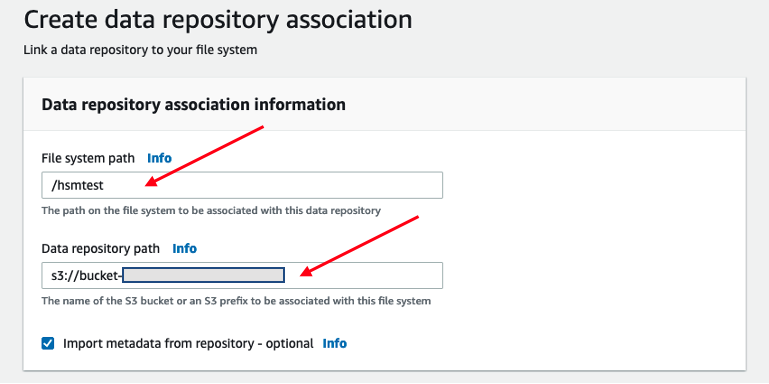 Create data repository association
Link a data repository to your file system
Data repository association information
File system path Info
/hsmtest
The path on the file system to be associated with this data repository
Data repository path Info
s3://bucket-
The name of the S3 bucket or an S3 prefix to be associated with this file system
Import metadata from repository - optional Info